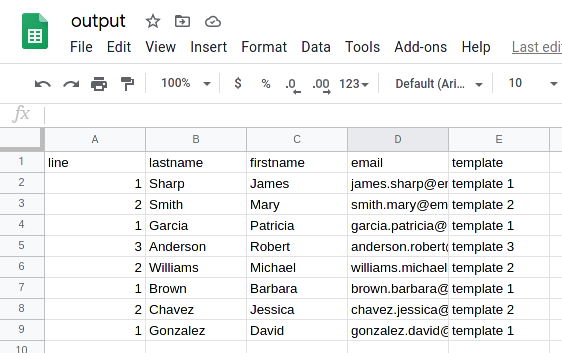 output
File Edit View Insert Format Data Tools Add-ons Help Last edi
100% $ % .0 .00 123 Default (Ari... 10
fx
A B C D E
1 line lastname firstname email template
2 1 Sharp James james.sharp@em template 1
3 2 Smith Mary smith.mary@em template 2
4 1 Garcia Patricia garcia.patricia@ template 1
5 3 Anderson Robert anderson.robert template 3
6 2 Williams Michael williams.michael template 2
7 1 Brown Barbara brown.barbara@ template 1
8 2 Chavez Jessica chavez.jessica@ template 2
9 1 Gonzalez David gonzalez.david@ template 1
10